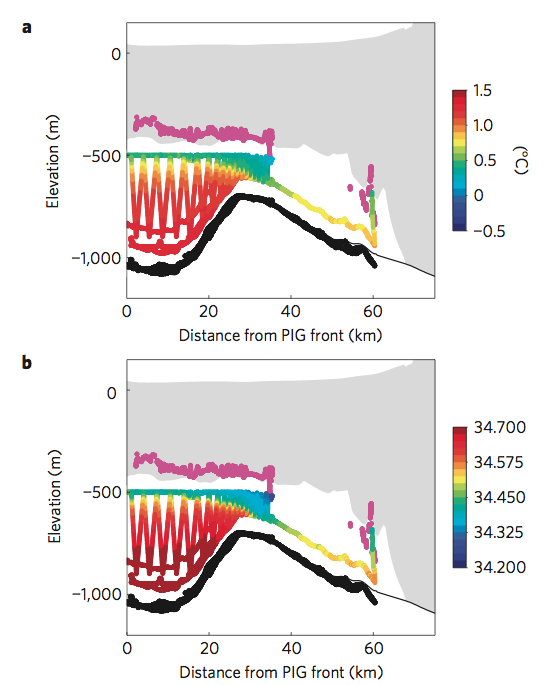 a
0
−500
−1,000
Elevation (m)
0 20 40 60
Distance from PIG front (km)
1.5
1.0
0.5
0
−0.5
(°C)
b
0
−500
−1,000
Elevation (m)
0 20 40 60
Distance from PIG front (km)
34.700
34.575
34.450
34.325
34.200